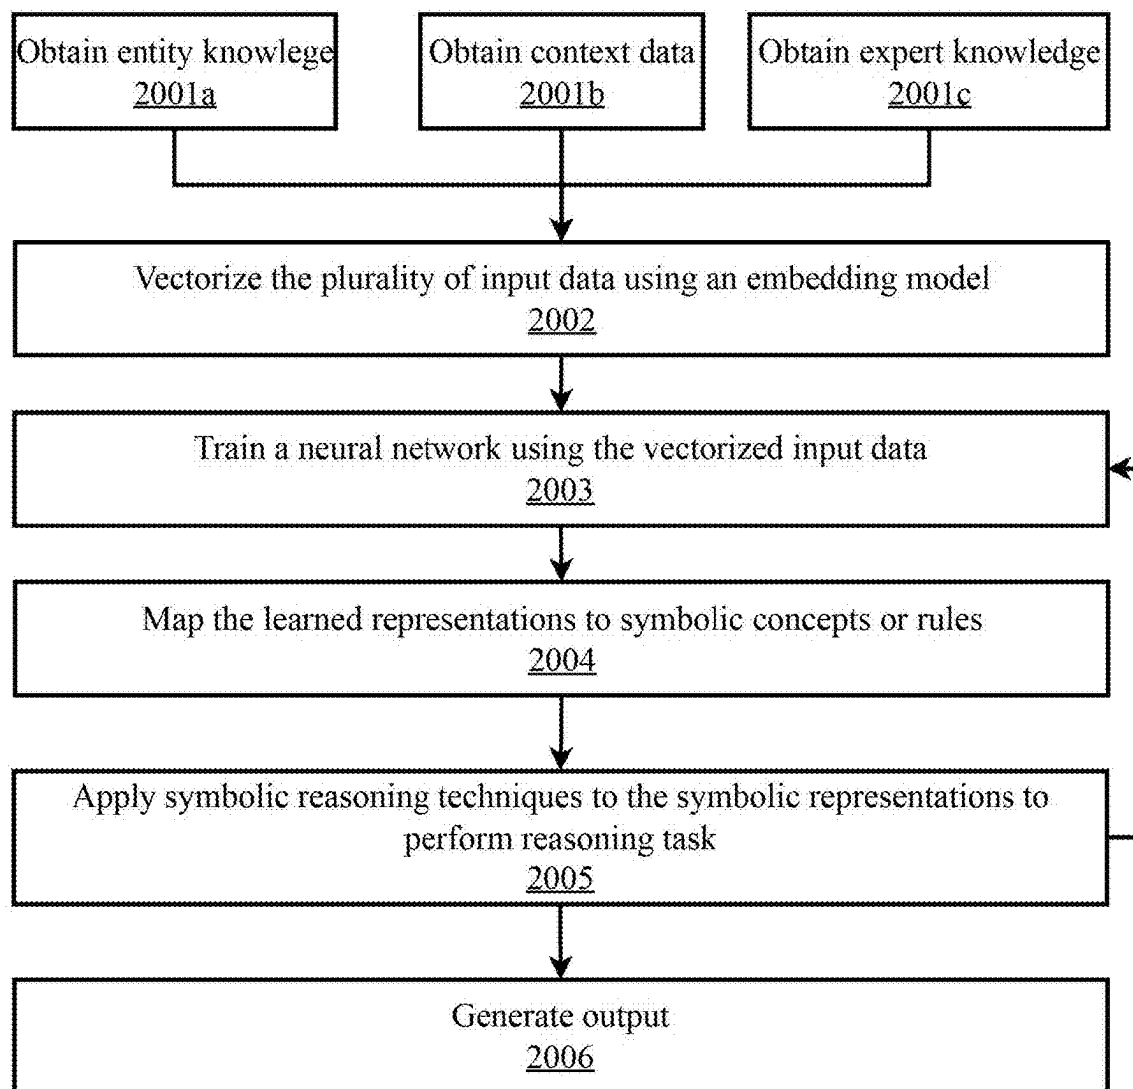 Obtain entity knowlege
2001a
Obtain context data
2001b
Obtain expert knowledge
2001c
Vectorize the plurality of input data using an embedding model
2002
Train a neural network using the vectorized input data
2003
Map the learned representations to symbolic concepts or rules
2004
Apply symbolic reasoning techniques to the symbolic representations to
perform reasoning task
2005
Generate output
2006